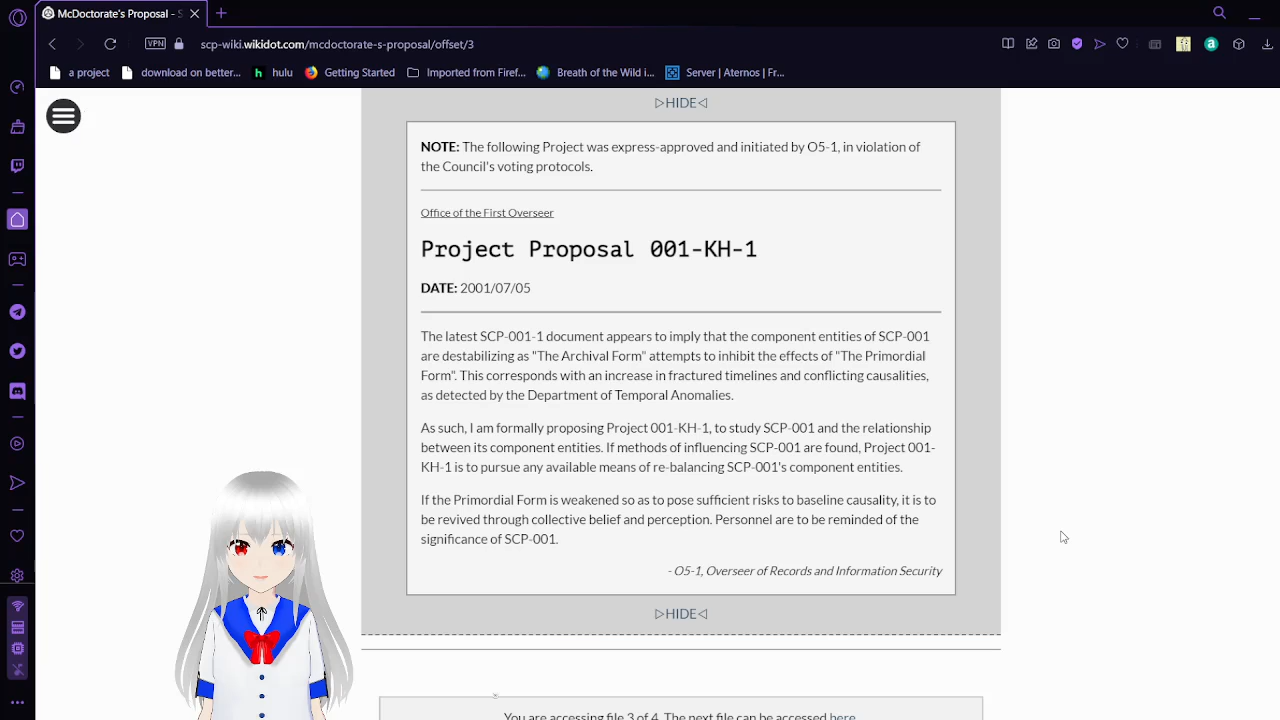 McDoctorate's Proposal - S
VPN
scp-wiki.wikidot.com/mcdoctorate-s-proposal/offset/3
a project
download on better...
h hulu
Getting Started
Imported from Firef...
Breath of the Wild i...
Server | Aternos | Fr...
▷HIDE◁
NOTE: The following Project was express-approved and initiated by O5-1, in violation of
the Council's voting protocols.
Office of the First Overseer
Project Proposal 001-KH-1
DATE: 2001/07/05
The latest SCP-001-1 document appears to imply that the component entities of SCP-001
are destabilizing as "The Archival Form" attempts to inhibit the effects of "The Primordial
Form". This corresponds with an increase in fractured timelines and conflicting causalities,
as detected by the Department of Temporal Anomalies.
As such, I am formally proposing Project 001-KH-1, to study SCP-001 and the relationship
between its component entities. If methods of influencing SCP-001 are found, Project 001-
KH-1 is to pursue any available means of re-balancing SCP-001's component entities.
If the Primordial Form is weakened so as to pose sufficient risks to baseline causality, it is to
be revived through collective belief and perception. Personnel are to be reminded of the
significance of SCP-001.
- O5-1, Overseer of Records and Information Security
▷HIDE◁
You are accessing file 3 of 4. The next file can be accessed here